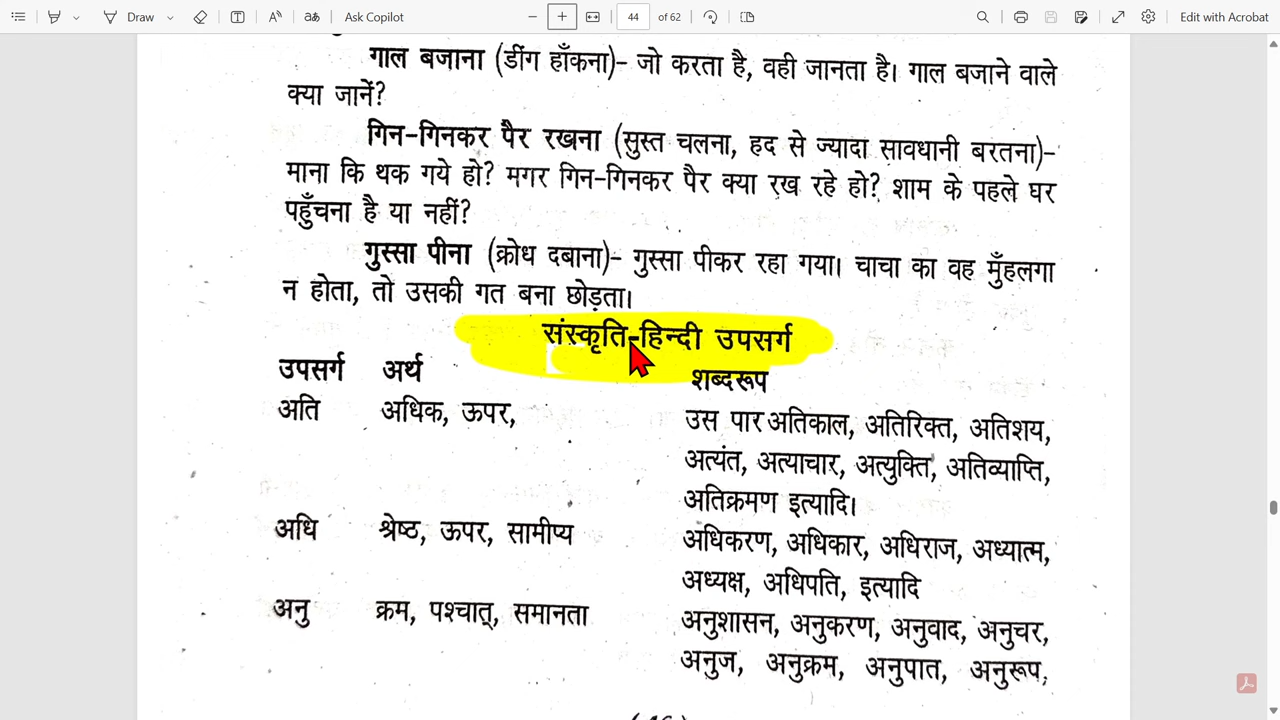 Draw
Ask Copilot
44 of 62
Edit with Acrobat
गाल बजाना (डींग हाँकना)– जो करता है, वही जानता है। गाल बजाने वाले
क्या जानें?
गिन–गिनकर पैर रखना (सुस्त चलना, हद से ज्यादा सावधानी बरतना)–
माना कि थक गये हो? मगर गिन–गिनकर पैर क्या रख रहे हो? शाम के पहले घर
पहुँचना है या नहीं?
गुस्सा पीना (क्रोध दबाना)– गुस्सा पीकर रहा गया। चाचा का वह मुँहलगा
न होता, तो उसकी गत बना छोड़ता।
संस्कृति-हिन्दी उपसर्ग
उपसर्ग अर्थ शब्दरूप
अति अधिक, ऊपर, उस पार अतिकाल, अतिरिक्त, अतिशय,
अत्यंत, अत्याचार, अत्युक्ति, अतिव्याप्ति,
अतिक्रमण इत्यादि।
अधि श्रेष्ठ, ऊपर, सामीप्य अधिकरण, अधिकार, अधिराज, अध्यात्म,
अध्यक्ष, अधिपति, इत्यादि
अनु क्रम, पश्चात्, समानता अनुशासन, अनुकरण, अनुवाद, अनुचर,
अनुज, अनुक्रम, अनुपात, अनुरूप,